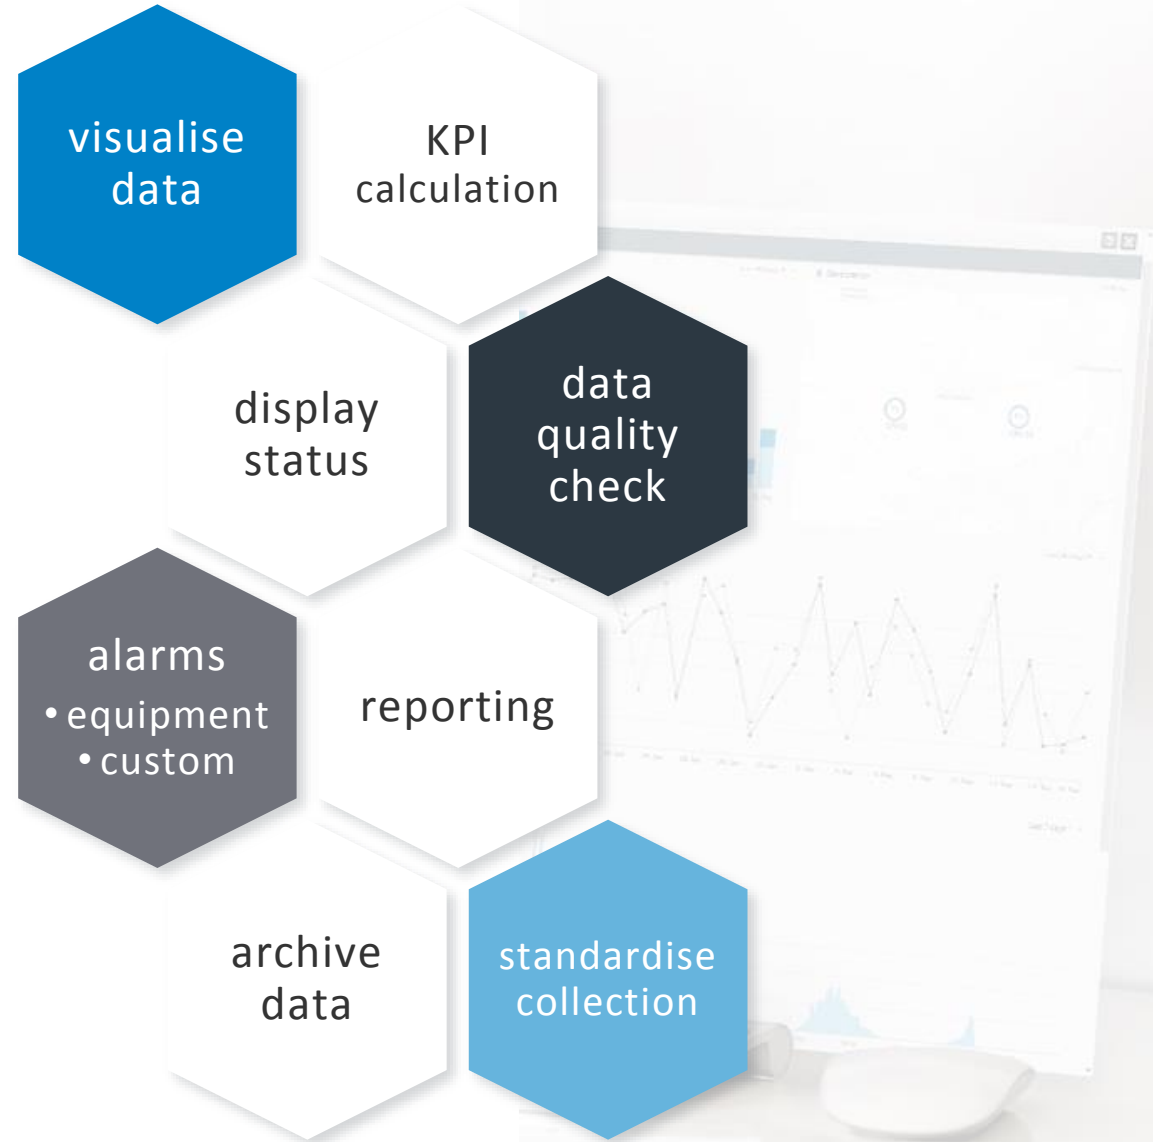 visualise
data
KPI
calculation
display
status
data
quality
check
alarms
• equipment
• custom
reporting
archive
data
standardise
collection